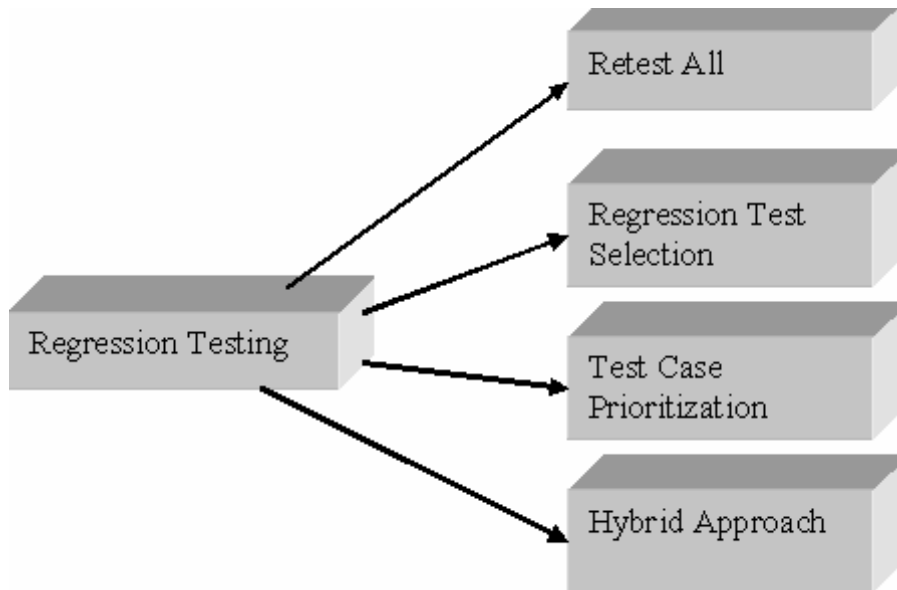 Retest All
Regression Test
Selection
Regression Testing
Test Case
Prioritization
Hybrid Approach